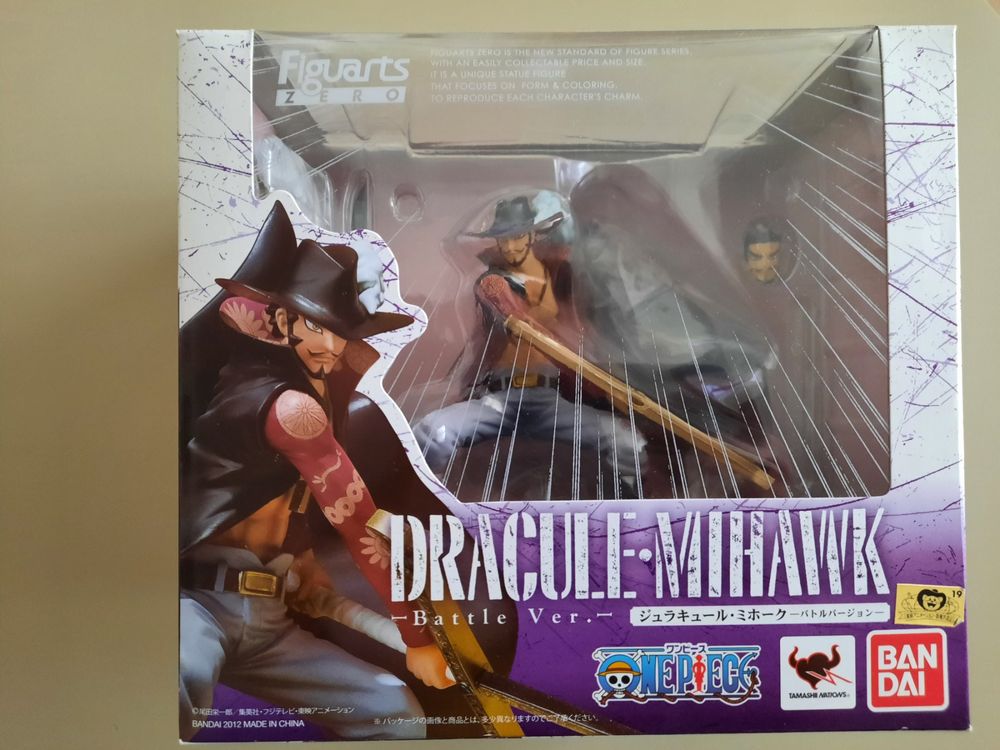 Figuarts
ZERO
FIGUARTS ZERO IS THE NEW STANDARD OF FIGURE SERIES,
WITH AN EASILY COLLECTABLE PRICE AND SIZE.
IT IS A UNIQUE STATUE FIGURE
THAT FOCUSES ON FORM & COLORING,
TO REPRODUCE EACH CHARACTER'S CHARM.
DRACULE・MIHAWK
Battle Ver.
ジュラキュール・ミホーク ―バトルバージョン―
19
ワンピース
ONE PIECE
TAMASHII NATIONS
BAN
DAI
©尾田栄一郎／集英社・フジテレビ・東映アニメーション
BANDAI 2012 MADE IN CHINA
※パッケージの画像と商品とは、多少異なりますのでご了承ください。